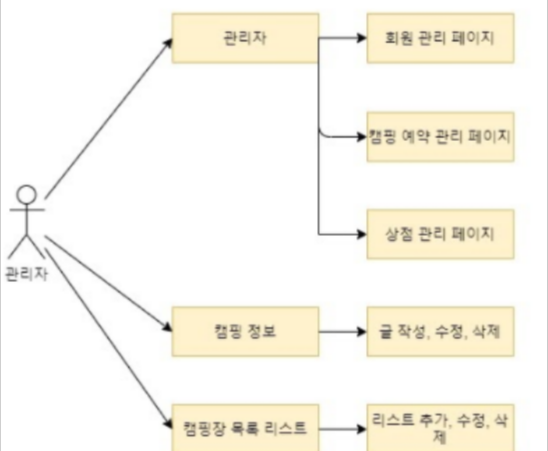 관리자
회원 관리 페이지
캠핑 예약 관리 페이지
상점 관리 페이지
관리자
캠핑 정보
글 작성, 수정, 삭제
캠핑장 목록 리스트
리스트 추가, 수정, 삭
제